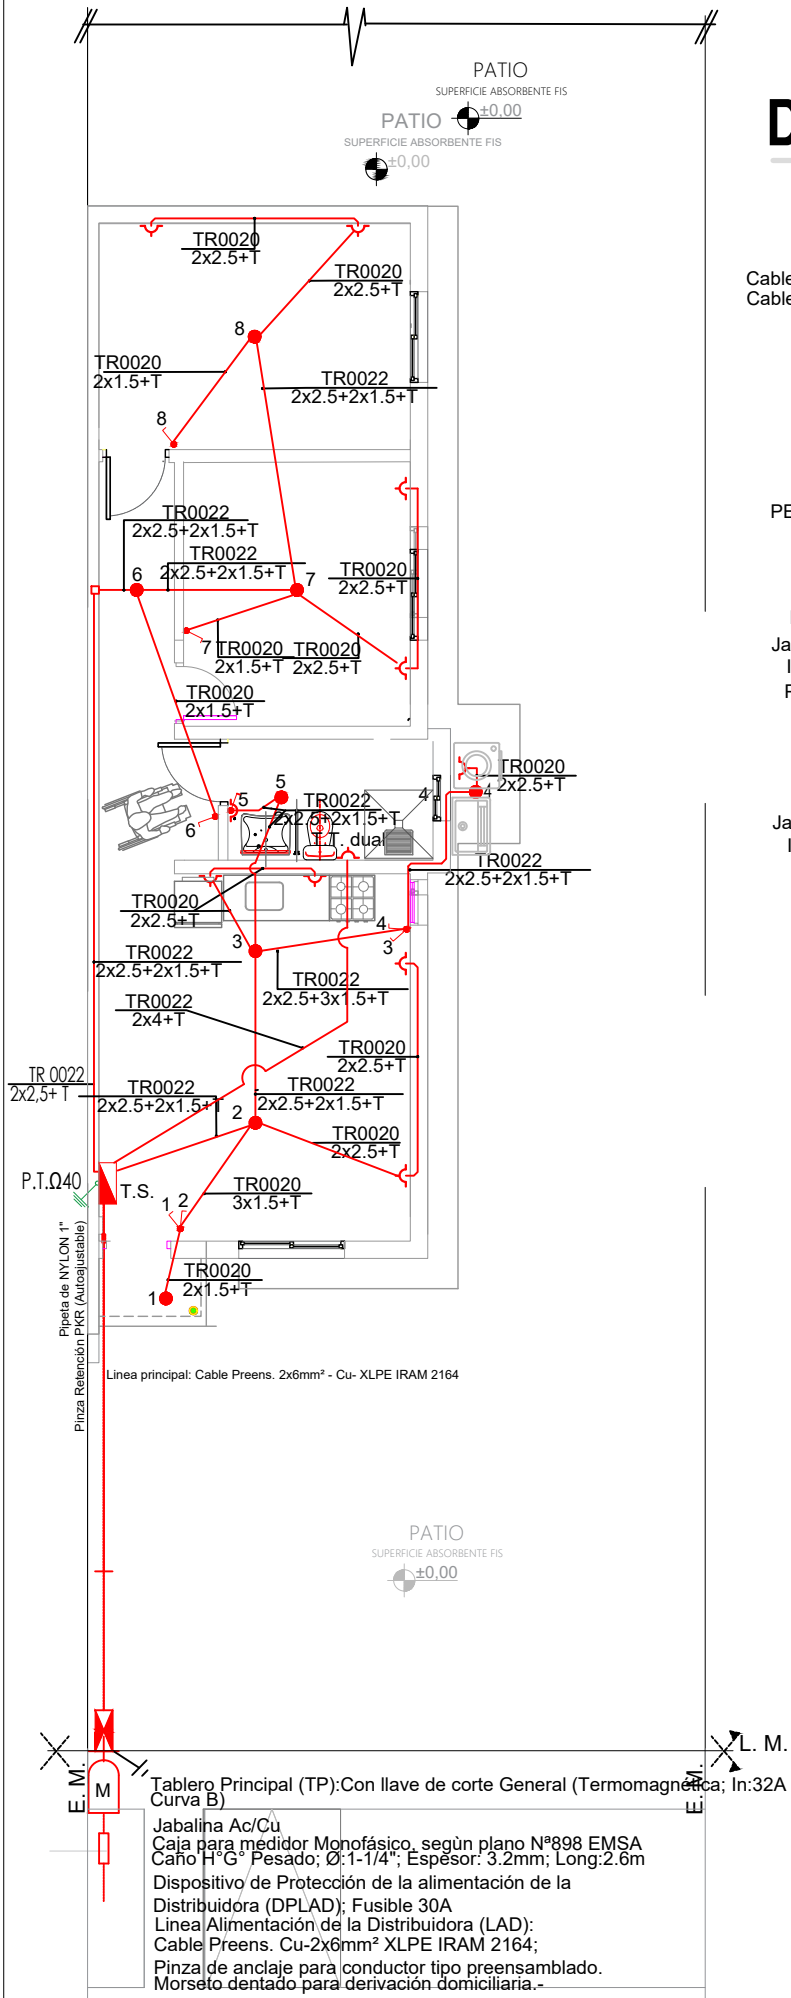 PATIO
SUPERFICIE ABSORBENTE FIS
±0,00
PATIO
SUPERFICIE ABSORBENTE FIS
±0,00
D
TR0020
2x2.5+T
TR0020
2x2.5+T
Cable
Cable
8
TR0020
2x1.5+T
TR0022
2x2.5+2x1.5+T
8
TR0022
2x2.5+2x1.5+T
PE
TR0022
2x2.5+2x1.5+T
TR0020
2x2.5+T
6
7
7
TR0020
2x1.5+T
TR0020
2x2.5+T
Ja
I
P
TR0020
2x1.5+T
TR0020
2x2.5+T
5
5
4
4
TR0022
2x2.5+2x1.5+T
T.T. dual
6
Ja
I
TR0022
2x2.5+2x1.5+T
TR0020
2x2.5+T
4
3
3
TR0022
2x2.5+2x1.5+T
TR0022
2x2.5+3x1.5+T
TR0022
2x4+T
TR0020
2x2.5+T
TR 0022
2x2,5+ T
TR0022
2x2.5+2x1.5+T
TR0022
2x2.5+2x1.5+T
2
TR0020
2x2.5+T
P.T.Ω40
T.S.
TR0020
3x1.5+T
1 2
TR0020
2x1.5+T
1
Pipeta de NYLON 1"
Pinza Retención PKR (Autoajustable)
Linea principal: Cable Preens. 2x6mm² - Cu- XLPE IRAM 2164
PATIO
SUPERFICIE ABSORBENTE FIS
±0,00
L. M.
E. M.
E. M.
M
Tablero Principal (TP):Con llave de corte General (Termomagnética; In:32A
Curva B)
Jabalina Ac/Cu
Caja para medidor Monofásico, segùn plano Nª898 EMSA
Caño H°G° Pesado; Ø:1-1/4"; Espesor: 3.2mm; Long:2.6m
Dispositivo de Protección de la alimentación de la
Distribuidora (DPLAD); Fusible 30A
Linea Alimentación de la Distribuidora (LAD):
Cable Preens. Cu-2x6mm² XLPE IRAM 2164;
Pinza de anclaje para conductor tipo preensamblado.
Morseto dentado para derivación domiciliaria.-